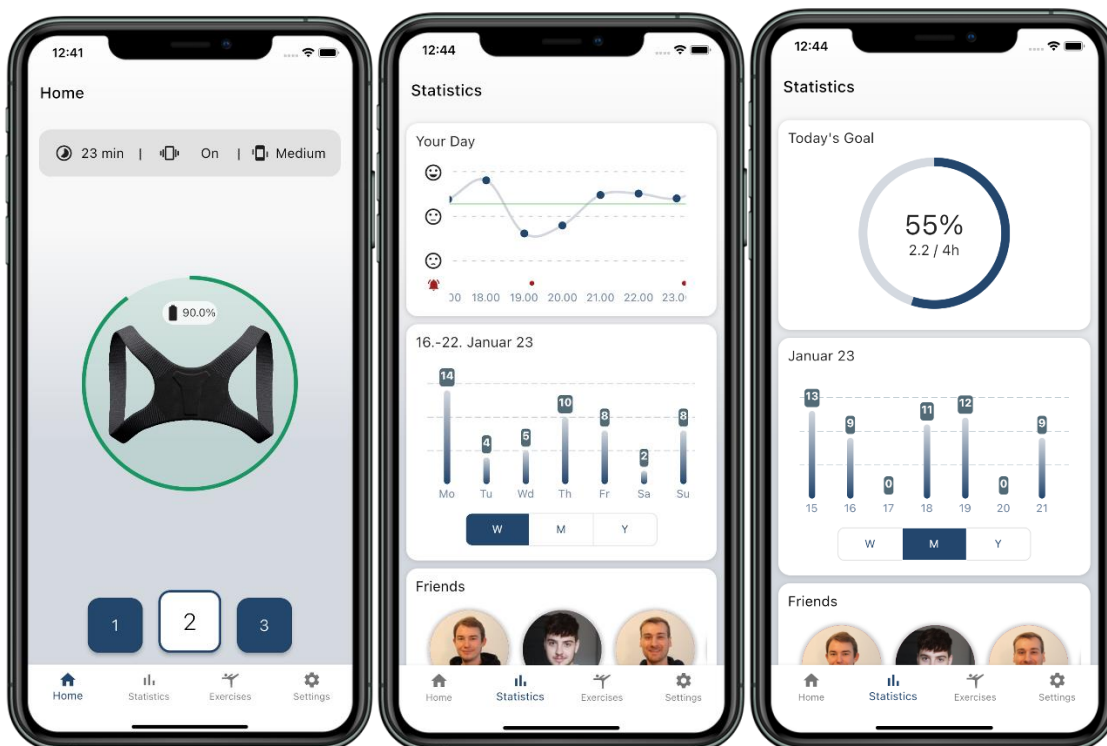 12:41
Home
23 min | On | Medium
90.0%
1 2 3
Home Statistics Exercises Settings
12:44
Statistics
Your Day
00 18.00 19.00 20.00 21.00 22.00 23.0
16.-22. Januar 23
14 4 5 10 8 2 8
Mo Tu Wd Th Fr Sa Su
W M Y
Friends
Home Statistics Exercises Settings
12:44
Statistics
Today's Goal
55%
2.2 / 4h
Januar 23
13 9 0 11 12 0 9
15 16 17 18 19 20 21
W M Y
Friends
Home Statistics Exercises Settings